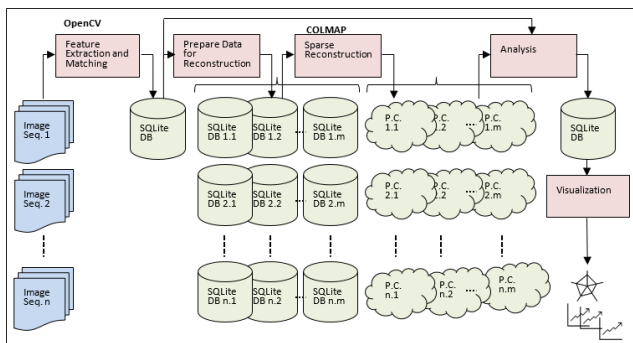 OpenCV
COLMAP
Feature
Extraction and
Matching
Prepare Data
for
Reconstruction
Sparse
Reconstruction
Analysis
Image
Seq. 1
SQLite
DB
SQLite
DB 1.1
SQLite
DB 1.2
....
SQLite
DB 1.m
P.C.
1.1
P.C.
1.2
....
P.C.
1.m
SQLite
DB
Image
Seq. 2
SQLite
DB 2.1
SQLite
DB 2.2
....
SQLite
DB 2.m
P.C.
2.1
P.C.
2.2
....
P.C.
2.m
Visualization
Image
Seq. n
SQLite
DB n.1
SQLite
DB n.2
....
SQLite
DB n.m
P.C.
n.1
P.C.
n.2
....
P.C.
n.m